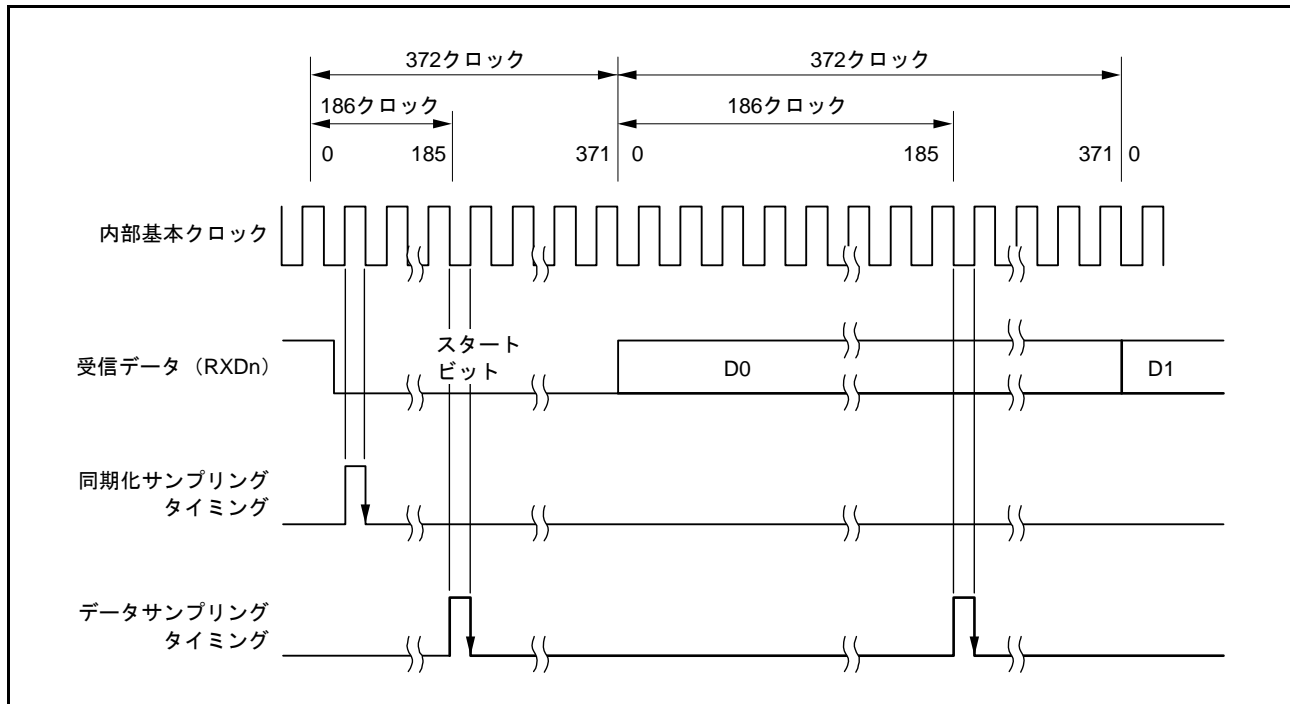 372クロック 372クロック
186クロック 186クロック
0 185 371 0 185 371 0
内部基本クロック
受信データ（RXDn）
スタート
ビット
D0
D1
同期化サンプリング
タイミング
データサンプリング
タイミング